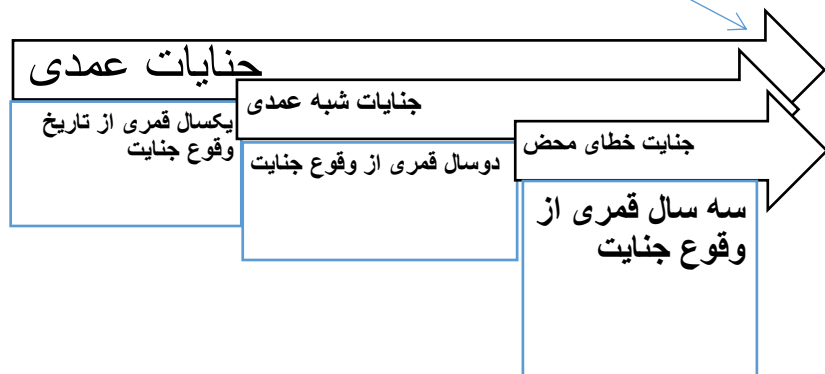 جنایات عمدی
یکسال قمری از تاریخ
وقوع جنایت
جنایات شبه عمدی
دوسال قمری از وقوع جنایت
جنایت خطای محض
سه سال قمری از
وقوع جنایت